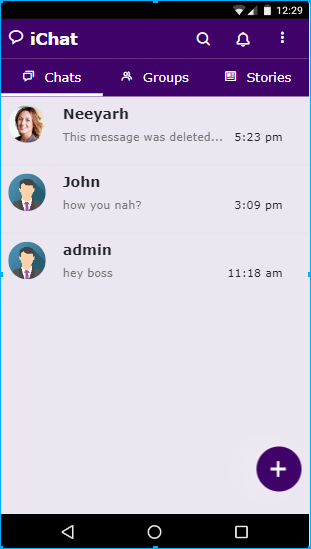 12:29
iChat
Chats Groups Stories
Neeyarh
This message was deleted... 5:23 pm
John
how you nah? 3:09 pm
admin
hey boss 11:18 am